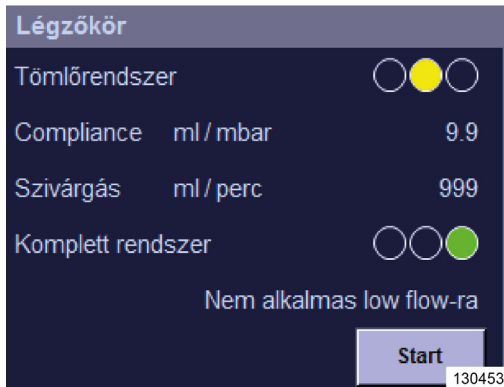 Légzőkör
Tömlőrendszer
Compliance ml / mbar 9.9
Szivárgás ml / perc 999
Komplett rendszer
Nem alkalmas low flow-ra
Start
130453